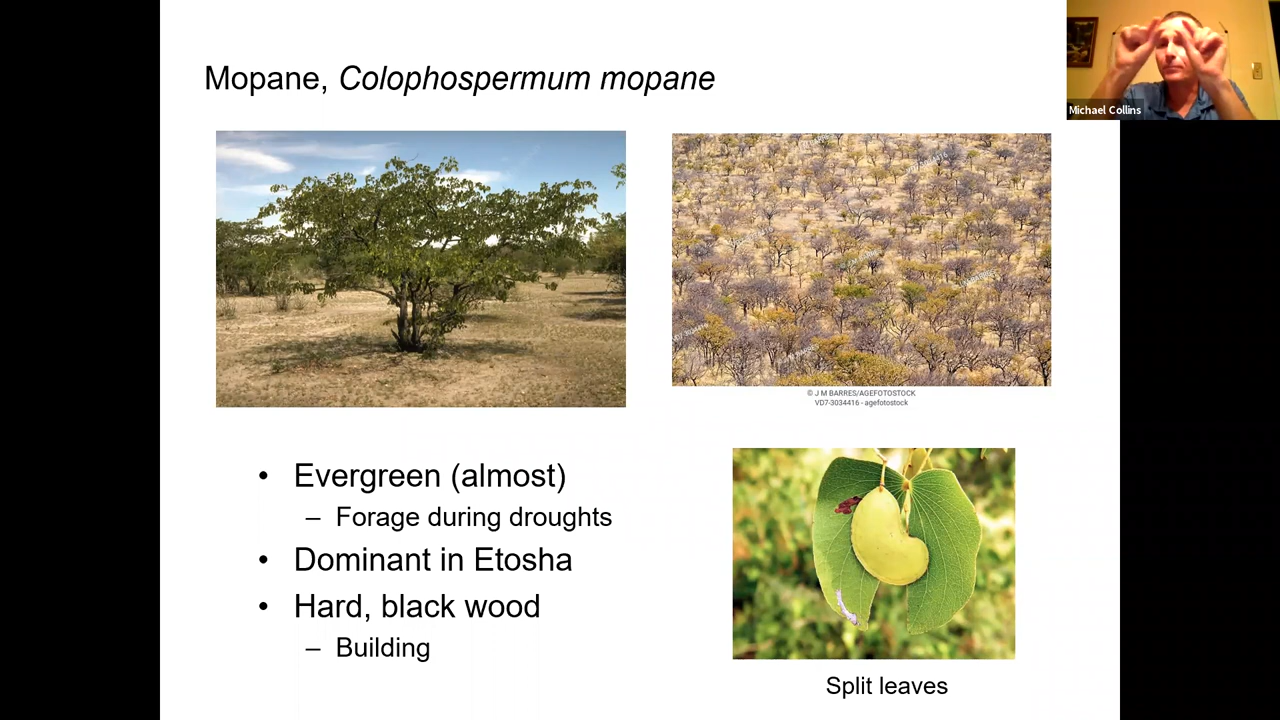 Michael Collins
Mopane, Colophospermum mopane
© J M BARRES/AGEFOTOSTOCK
VD7-3034416 - agefotostock
• Evergreen (almost)
– Forage during droughts
• Dominant in Etosha
• Hard, black wood
– Building
Split leaves